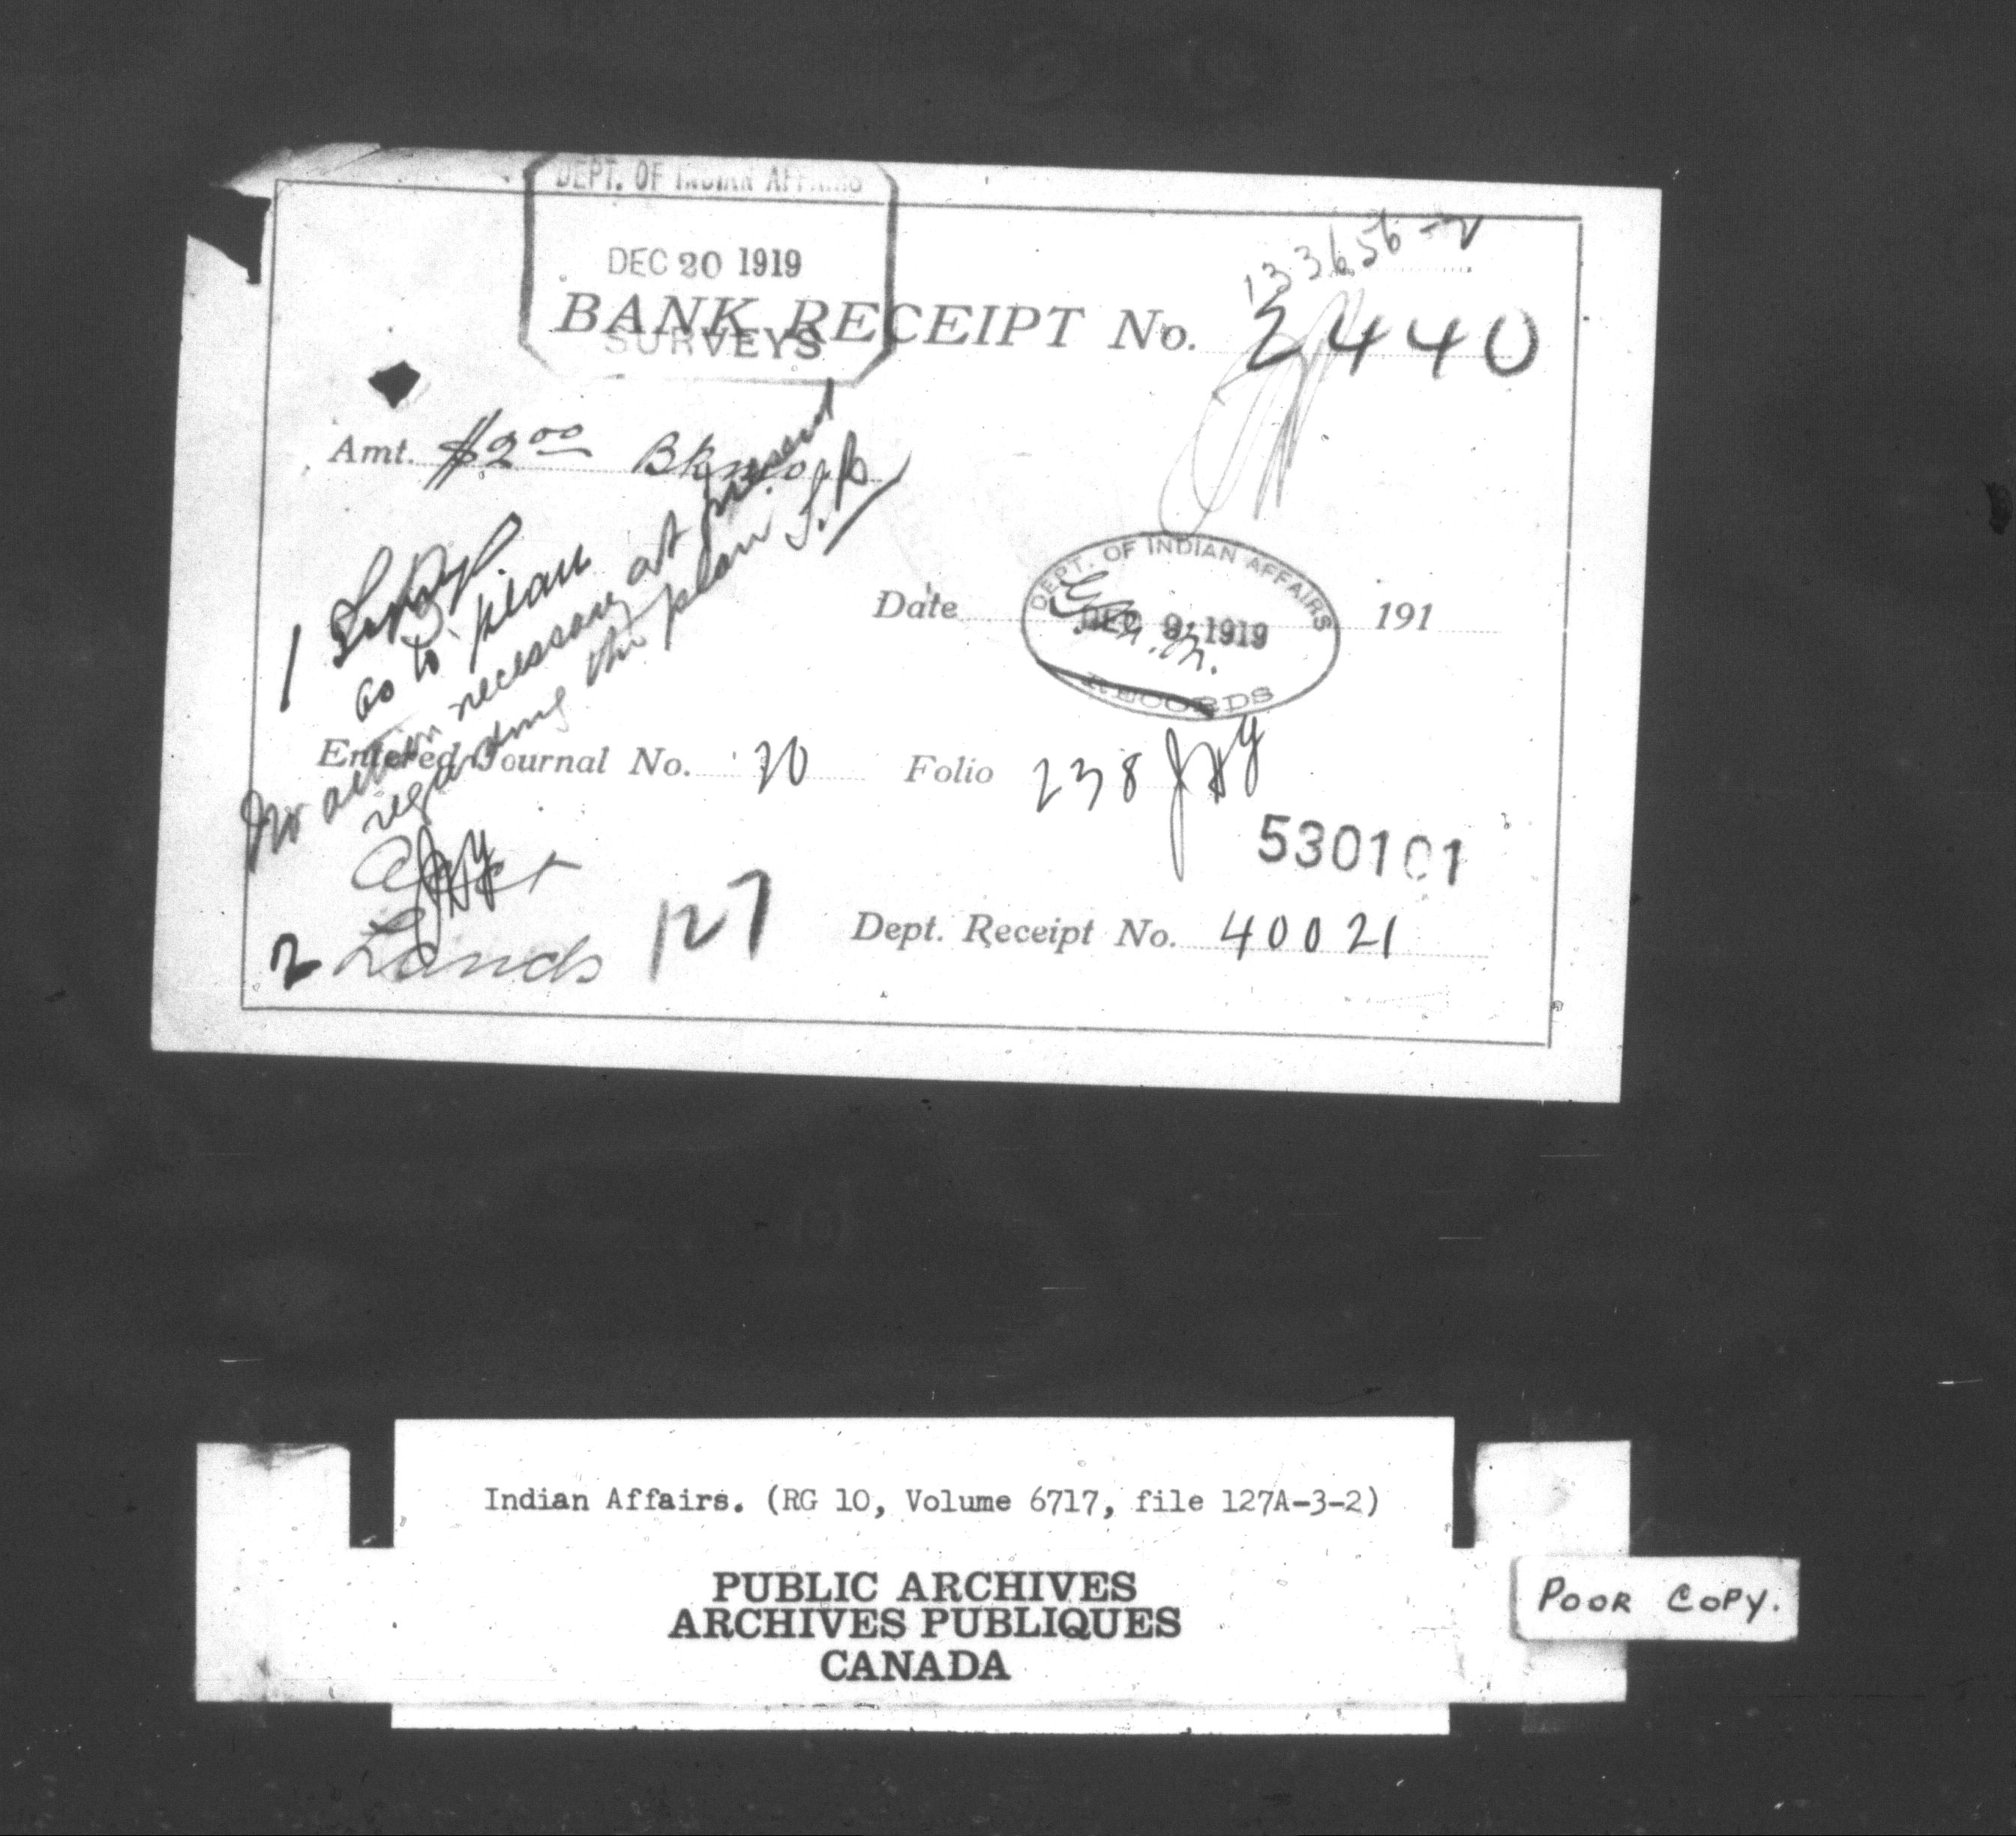 DEPT. OF INDIAN AFFAIRS
DEC 20 1919
SURVEYS
133656-2
BANK RECEIPT No. 2440
Amt. $2.00
1
as to plan
No action necessary at present
regarding the plan
Date 191
DEPT. OF INDIAN AFFAIRS
DEC 9 1919
RECORDS
Entered Journal No. 20 Folio 238
530101
2 Lands 127
Dept. Receipt No. 40021
Indian Affairs. (RG 10, Volume 6717, file 127A-3-2)
PUBLIC ARCHIVES
ARCHIVES PUBLIQUES
CANADA
POOR COPY.